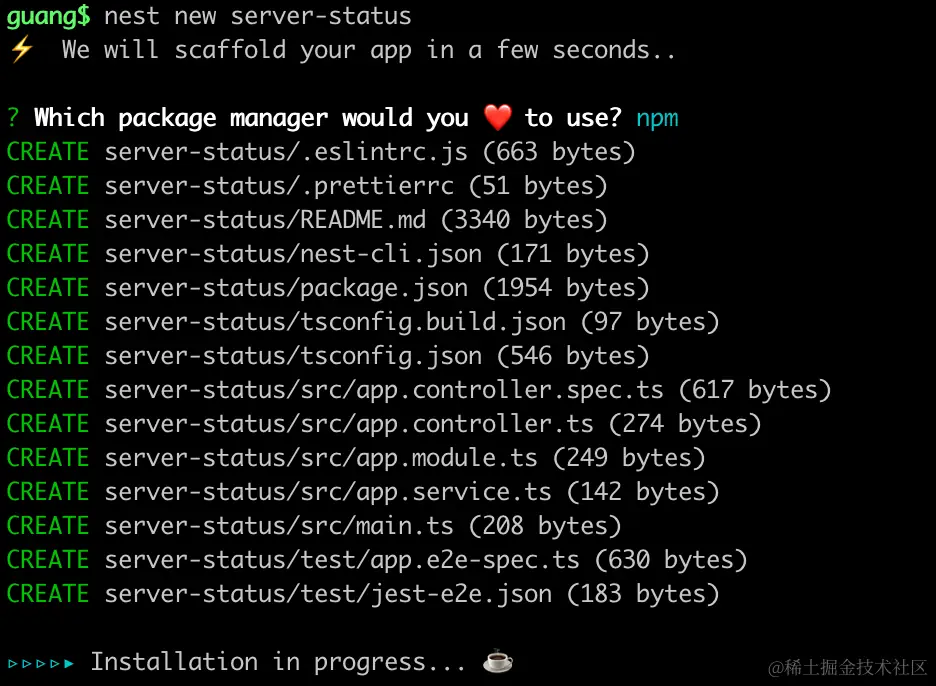 guang$ nest new server-status
⚡ We will scaffold your app in a few seconds..
? Which package manager would you ❤️ to use? npm
CREATE server-status/.eslintrc.js (663 bytes)
CREATE server-status/.prettierrc (51 bytes)
CREATE server-status/README.md (3340 bytes)
CREATE server-status/nest-cli.json (171 bytes)
CREATE server-status/package.json (1954 bytes)
CREATE server-status/tsconfig.build.json (97 bytes)
CREATE server-status/tsconfig.json (546 bytes)
CREATE server-status/src/app.controller.spec.ts (617 bytes)
CREATE server-status/src/app.controller.ts (274 bytes)
CREATE server-status/src/app.module.ts (249 bytes)
CREATE server-status/src/app.service.ts (142 bytes)
CREATE server-status/src/main.ts (208 bytes)
CREATE server-status/test/app.e2e-spec.ts (630 bytes)
CREATE server-status/test/jest-e2e.json (183 bytes)
▹▹▹▹▸ Installation in progress... ☕
@稀土掘金技术社区